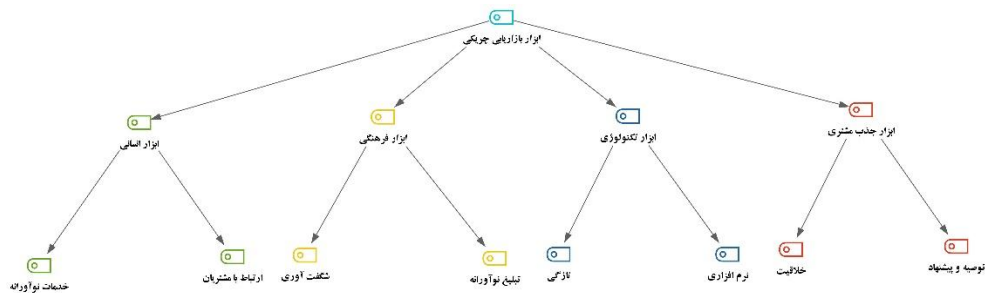 ابزار بازاریابی چریکی
ابزار جذب مشتری
ابزار تکنولوژی
ابزار فرهنگی
ابزار انسانی
توصیه و پیشنهاد
خلاقیت
نرم افزاری
تازگی
تبلیغ نوآورانه
شگفت آوری
ارتباط با مشتریان
خدمات نوآورانه